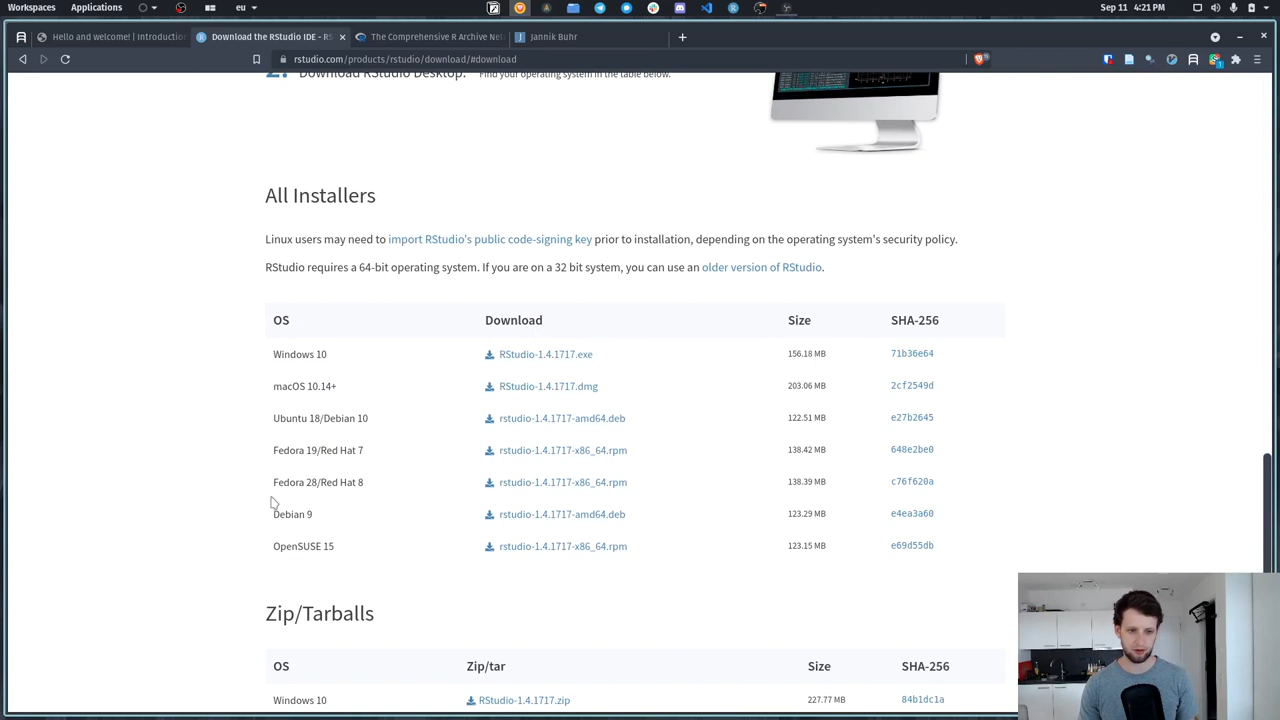 Workspaces Applications eu Sep 11 4:21 PM
Hello and welcome! | Introductio Download the RStudio IDE - RS The Comprehensive R Archive Net Jannik Buhr
rstudio.com/products/rstudio/download/#download
2. Download RStudio Desktop. Find your operating system in the table below.
All Installers
Linux users may need to import RStudio's public code-signing key prior to installation, depending on the operating system's security policy.
RStudio requires a 64-bit operating system. If you are on a 32 bit system, you can use an older version of RStudio.
OS Download Size SHA-256
Windows 10 RStudio-1.4.1717.exe 156.18 MB 71b36e64
macOS 10.14+ RStudio-1.4.1717.dmg 203.06 MB 2cf2549d
Ubuntu 18/Debian 10 rstudio-1.4.1717-amd64.deb 122.51 MB e27b2645
Fedora 19/Red Hat 7 rstudio-1.4.1717-x86_64.rpm 138.42 MB 648e2be0
Fedora 28/Red Hat 8 rstudio-1.4.1717-x86_64.rpm 138.39 MB c76f620a
Debian 9 rstudio-1.4.1717-amd64.deb 123.29 MB e4ea3a60
OpenSUSE 15 rstudio-1.4.1717-x86_64.rpm 123.15 MB e69d55db
Zip/Tarballs
OS Zip/tar Size SHA-256
Windows 10 RStudio-1.4.1717.zip 227.77 MB 84b1dc1a